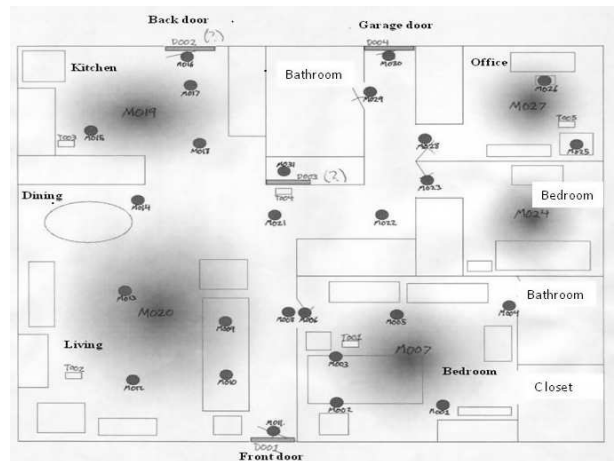 Back door
Garage door
D002 (?)
D004
Kitchen
M016
Bathroom
M030
Office
M017
M029
M026
M019
M027
M015
T003
M018
M028
T005
M025
M031
D003 (?)
M023
Dining
T004
Bedroom
M014
M021
M022
M024
M013
M020
Bathroom
M008
M006
M005
M004
M009
Living
T001
M003
M007
T002
M012
M010
Bedroom
Closet
M002
M001
M011
D001
Front door